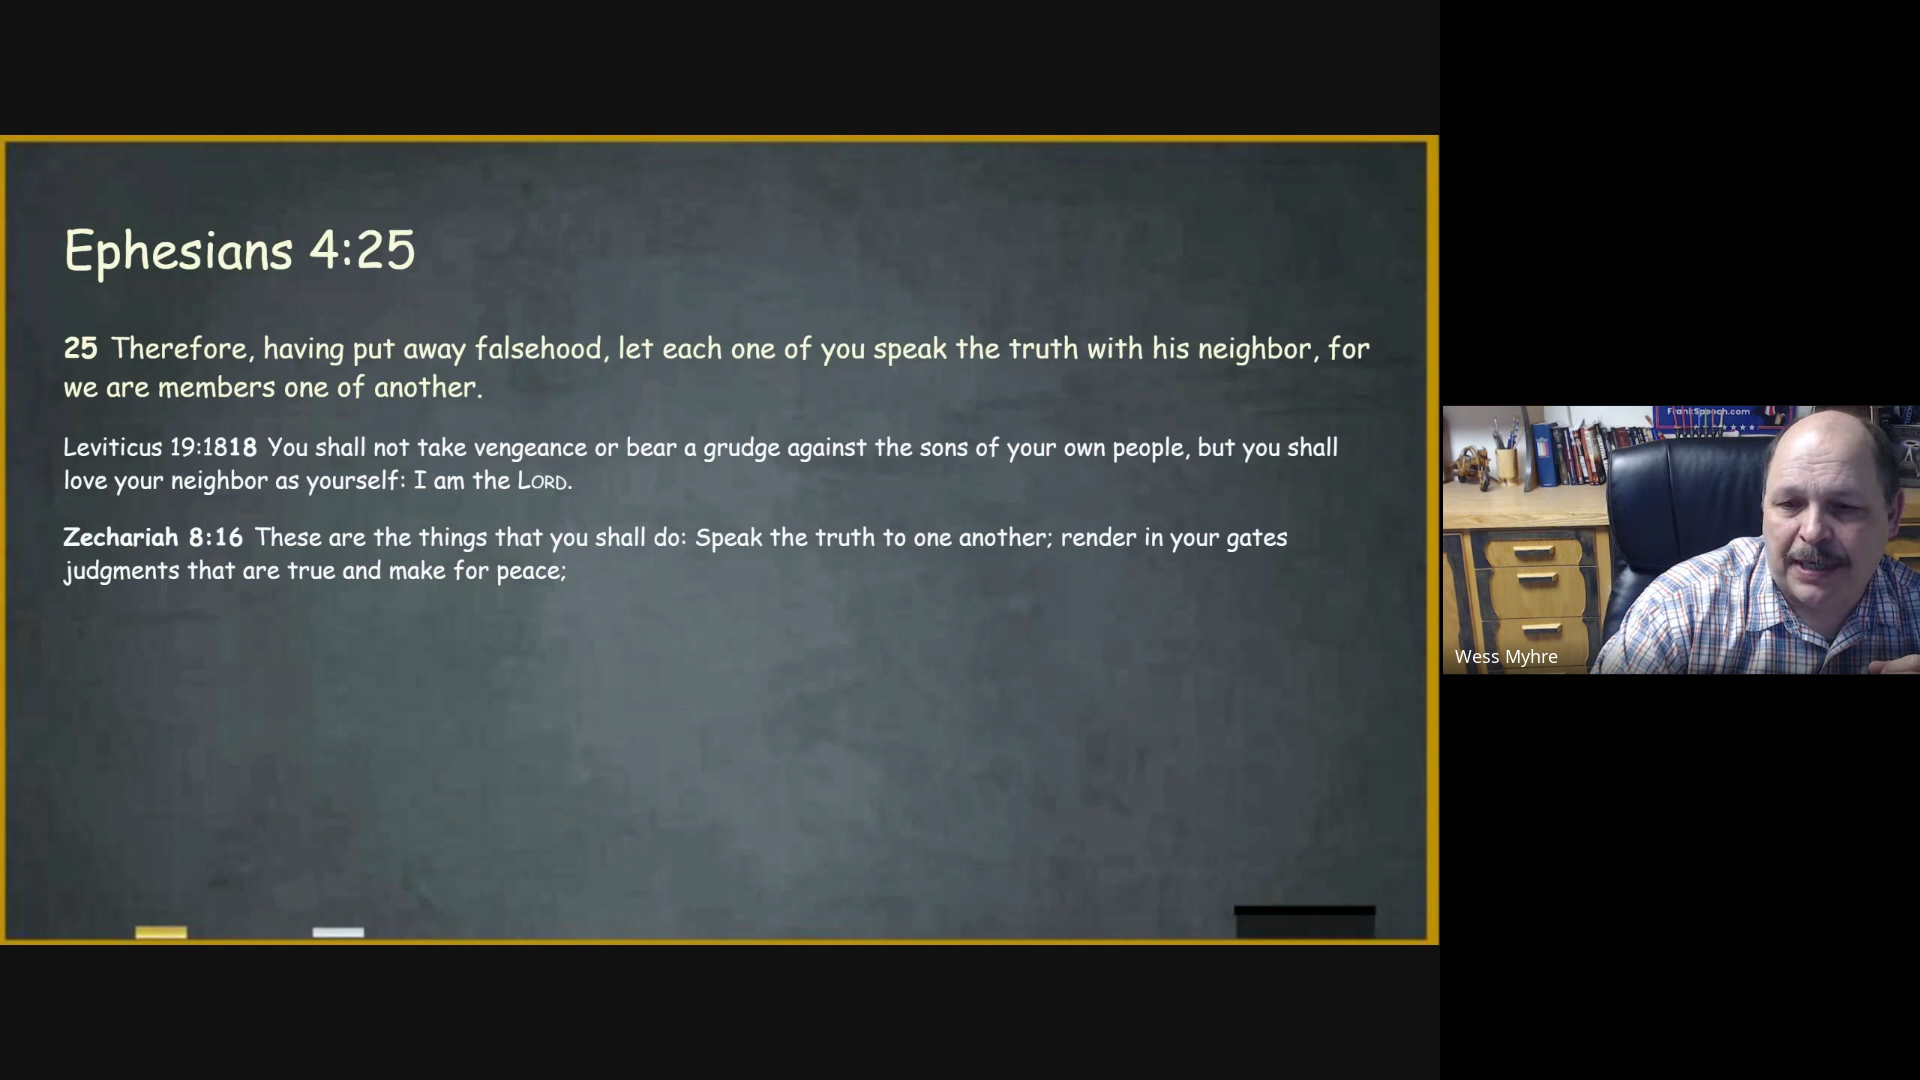 Ephesians 4:25
25 Therefore, having put away falsehood, let each one of you speak the truth with his neighbor, for
we are members one of another.
Leviticus 19:1818 You shall not take vengeance or bear a grudge against the sons of your own people, but you shall
love your neighbor as yourself: I am the LORD.
Zechariah 8:16 These are the things that you shall do: Speak the truth to one another; render in your gates
judgments that are true and make for peace;
FrankSpeech.com
Wess Myhre